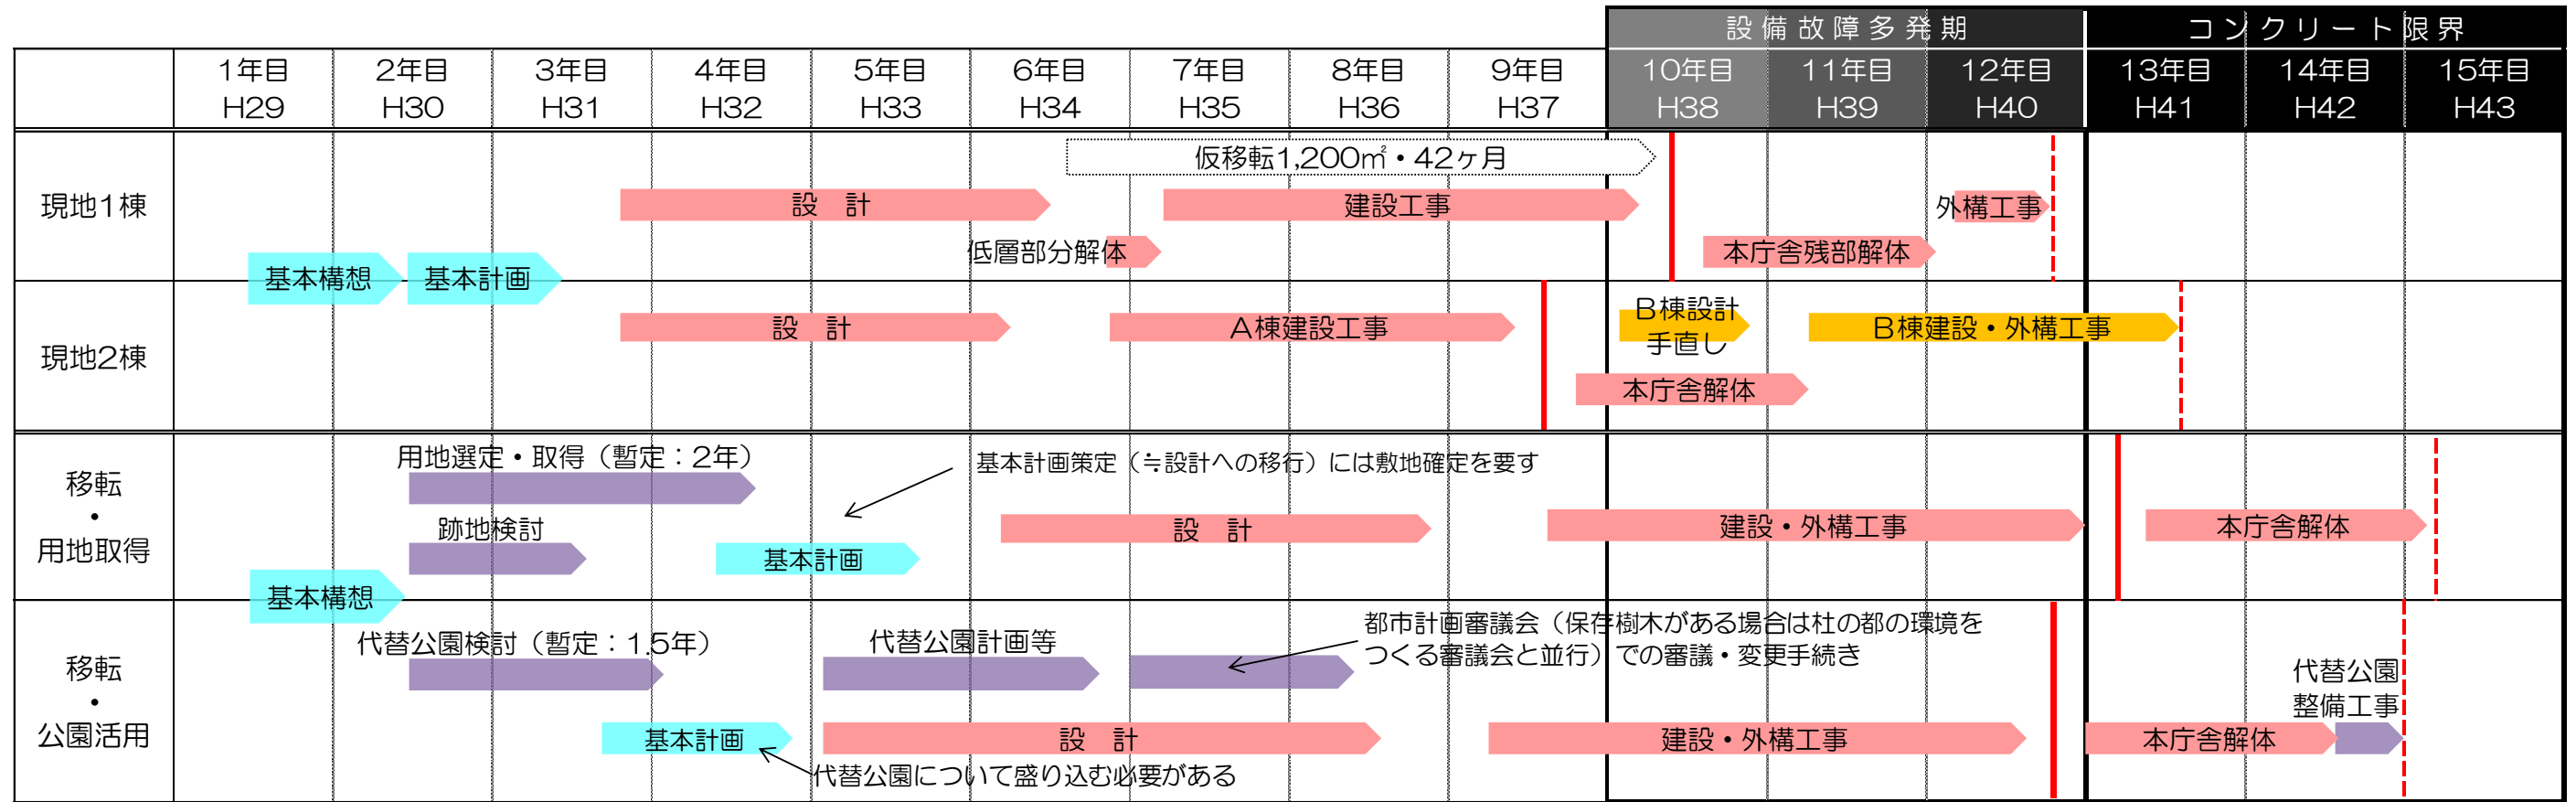 設備故障多発期
コンクリート限界
1年目
2年目
3年目
4年目
5年目
6年目
7年目
8年目
9年目
10年目
11年目
12年目
13年目
14年目
15年目
H29
H30
H31
H32
H33
H34
H35
H36
H37
H38
H39
H40
H41
H42
H43
現地1棟
仮移転1,200㎡・42ヶ月
設 計
建設工事
外構工事
低層部分解体
本庁舎残部解体
基本構想
基本計画
現地2棟
設 計
A棟建設工事
B棟設計
手直し
B棟建設・外構工事
本庁舎解体
移転
・
用地取得
用地選定・取得（暫定：2年）
基本計画策定（≒設計への移行）には敷地確定を要す
跡地検討
基本計画
設 計
建設・外構工事
本庁舎解体
基本構想
移転
・
公園活用
代替公園検討（暫定：1.5年）
代替公園計画等
都市計画審議会（保存樹木がある場合は杜の都の環境を
つくる審議会と並行）での審議・変更手続き
代替公園
整備工事
基本計画
設 計
建設・外構工事
本庁舎解体
代替公園について盛り込む必要がある